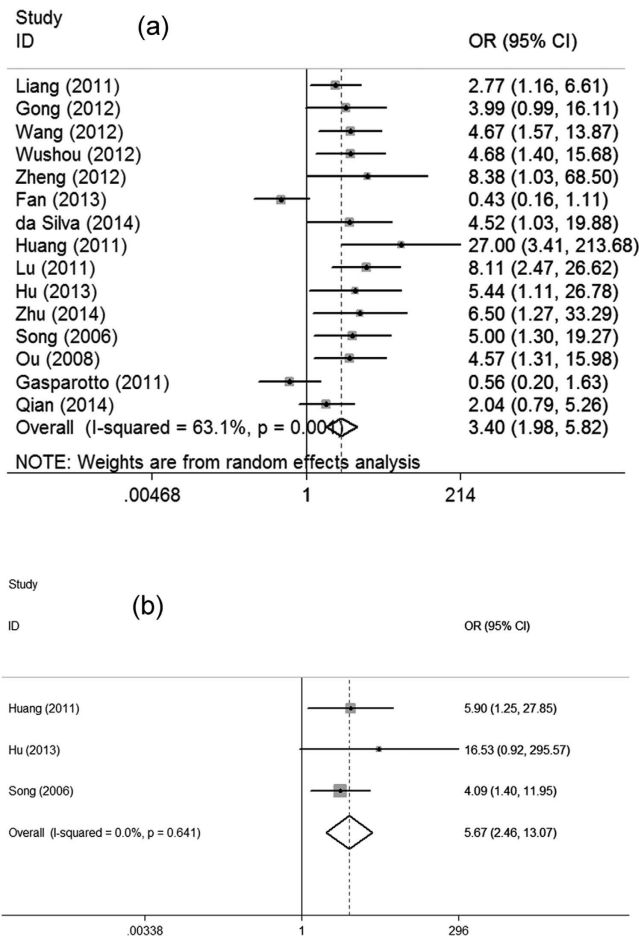 Study
(a)
ID OR (95% CI)
Liang (2011) 2.77 (1.16, 6.61)
Gong (2012) 3.99 (0.99, 16.11)
Wang (2012) 4.67 (1.57, 13.87)
Wushou (2012) 4.68 (1.40, 15.68)
Zheng (2012) 8.38 (1.03, 68.50)
Fan (2013) 0.43 (0.16, 1.11)
da Silva (2014) 4.52 (1.03, 19.88)
Huang (2011) 27.00 (3.41, 213.68)
Lu (2011) 8.11 (2.47, 26.62)
Hu (2013) 5.44 (1.11, 26.78)
Zhu (2014) 6.50 (1.27, 33.29)
Song (2006) 5.00 (1.30, 19.27)
Ou (2008) 4.57 (1.31, 15.98)
Gasparotto (2011) 0.56 (0.20, 1.63)
Qian (2014) 2.04 (0.79, 5.26)
Overall (I-squared = 63.1%, p = 3.40 (1.98, 5.82)
NOTE: Weights are from random effects analysis
.00468 1 214
Study
(b)
ID OR (95% CI)
Huang (2011) 5.90 (1.25, 27.85)
Hu (2013) 16.53 (0.92, 295.57)
Song (2006) 4.09 (1.40, 11.95)
Overall (I-squared = 0.0%, p = 0.641) 5.67 (2.46, 13.07)
.00338 1 296